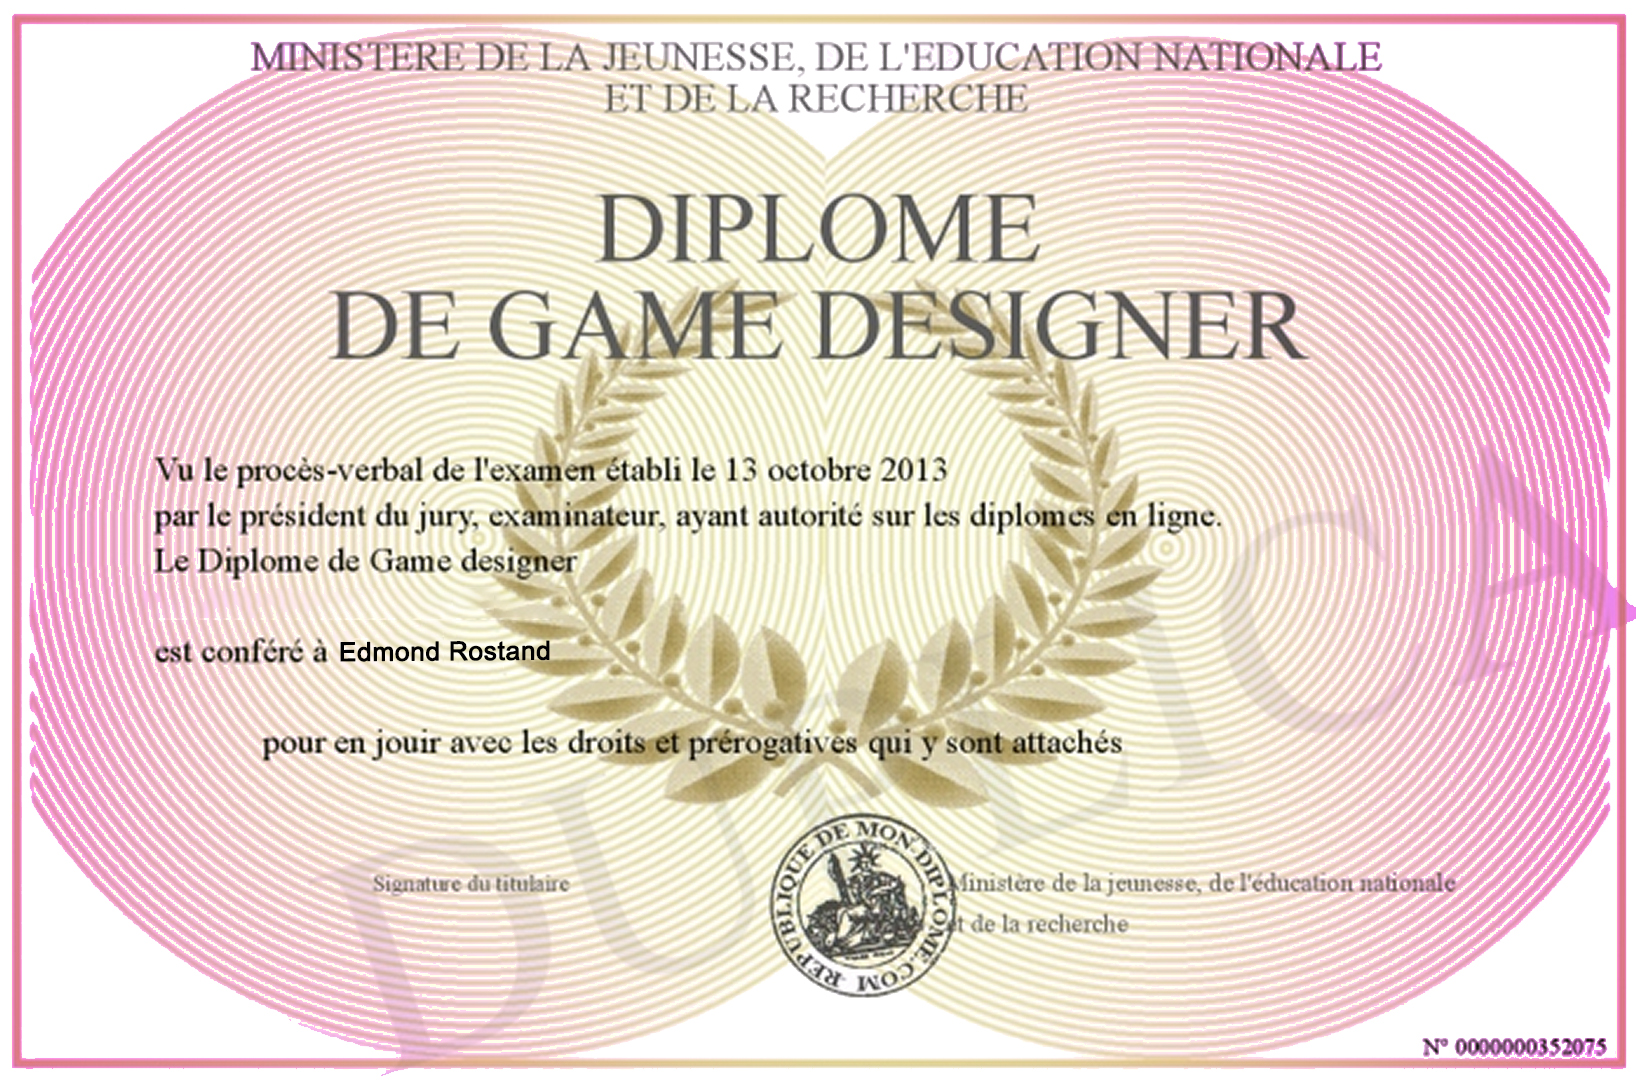 MINISTERE DE LA JEUNESSE, DE L'EDUCATION NATIONALE
ET DE LA RECHERCHE
DIPLOME
DE GAME DESIGNER
Vu le procès-verbal de l'examen établi le 13 octobre 2013
par le président du jury, examinateur, ayant autorité sur les diplomes en ligne.
Le Diplome de Game designer
est conféré à Edmond Rostand
pour en jouir avec les droits et prérogatives qui y sont attachés
Signature du titulaire
Ministère de la jeunesse, de l'éducation nationale
et de la recherche
REPUBLIQUE DE MON-DIPLOME.COM
N° 0000000352075